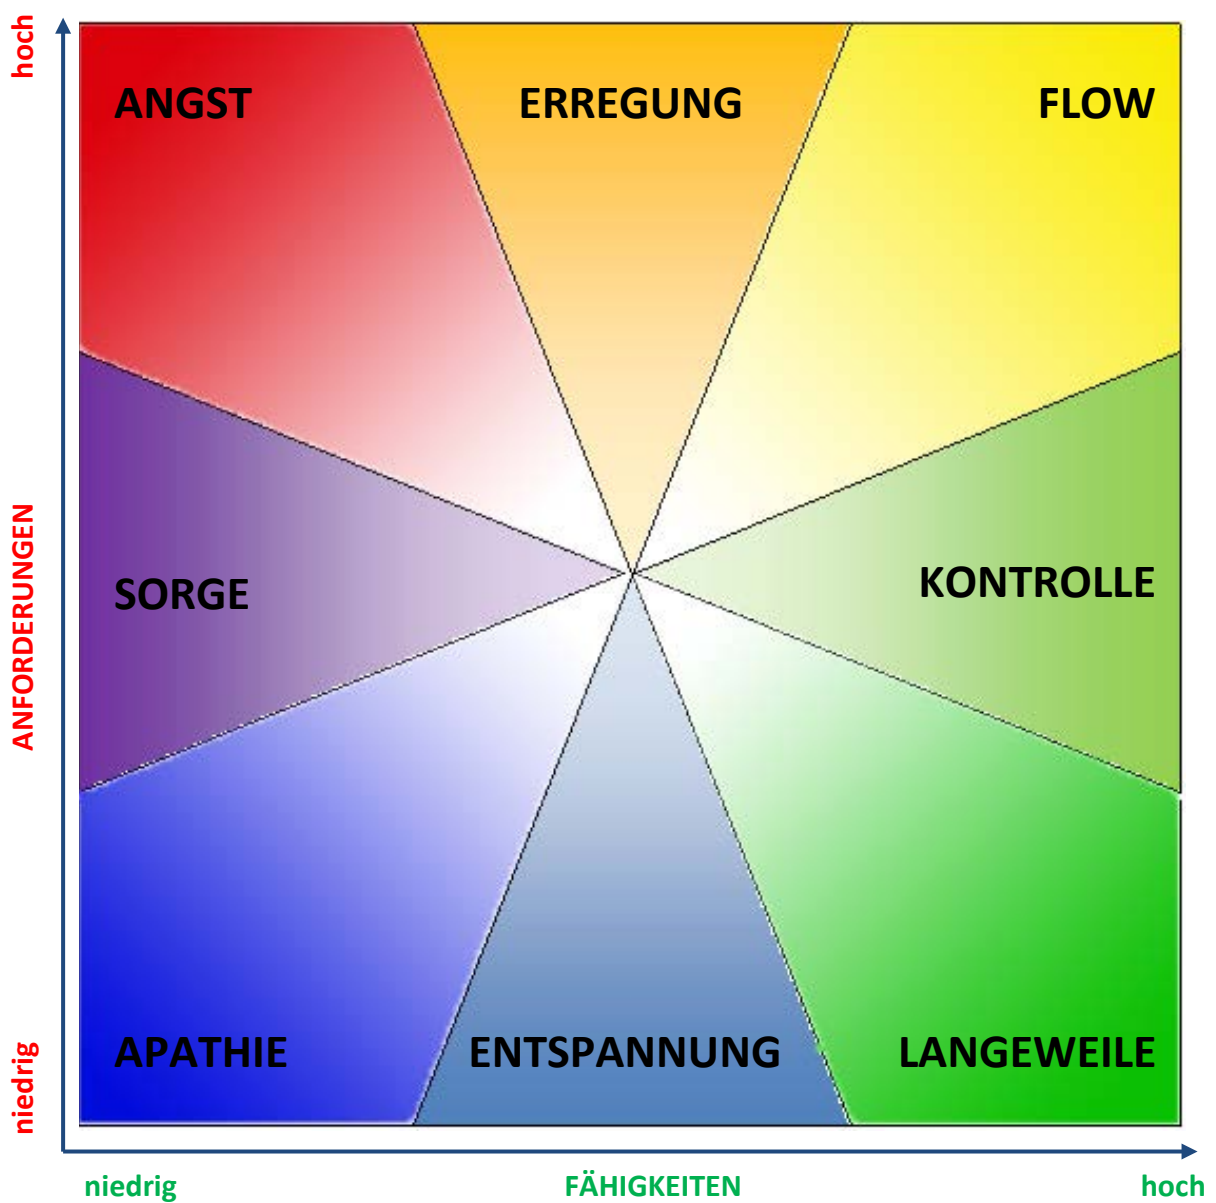 hoch
ANGST ERREGUNG FLOW
ANFORDERUNGEN
SORGE KONTROLLE
niedrig
APATHIE ENTSPANNUNG LANGEWEILE
niedrig FÄHIGKEITEN hoch